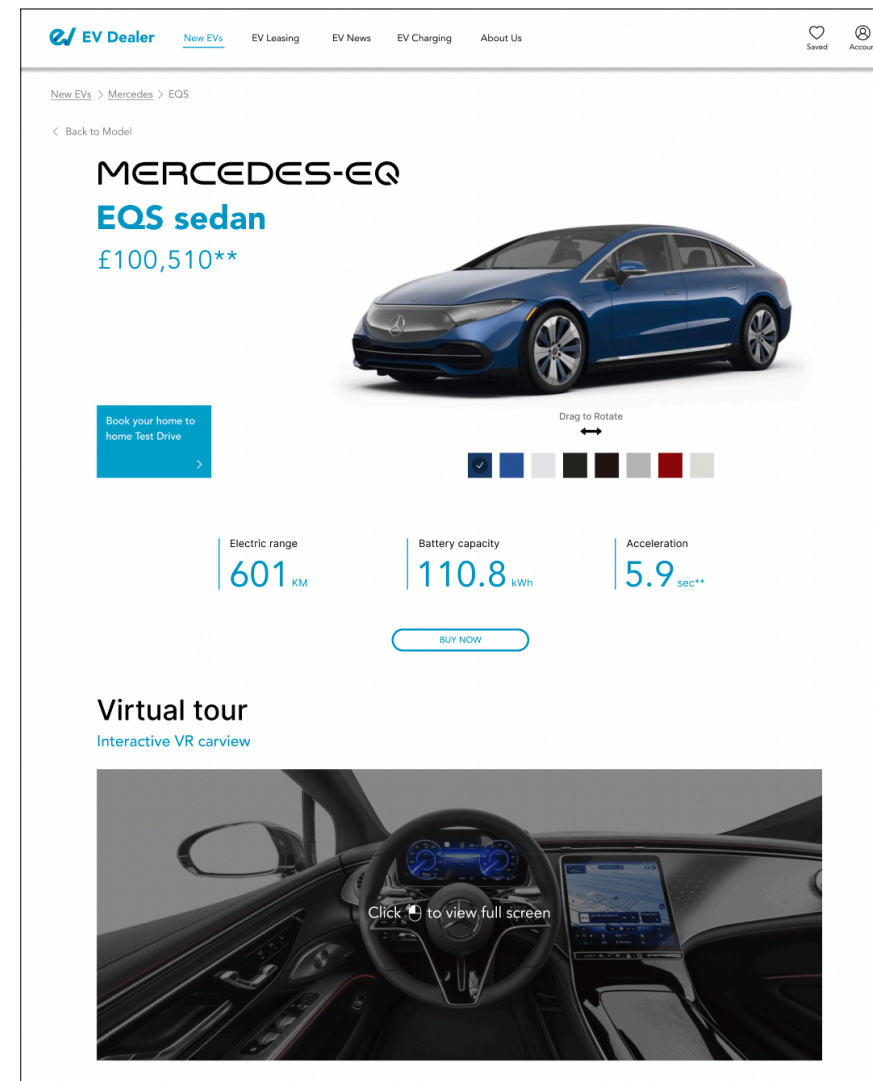 EV Dealer
New EVs
EV Leasing
EV News
EV Charging
About Us
Saved
New EVs > Mercedes > EQS
< Back to Model
MERCEDES-EQ
EQS sedan
£100,510**
Book your home to
home Test Drive
>
Drag to Rotate
Electric range
601 KM
Battery capacity
110.8 kWh
Acceleration
5.9 sec**
BUY NOW
Virtual tour
Interactive VR carview
Click to view full screen